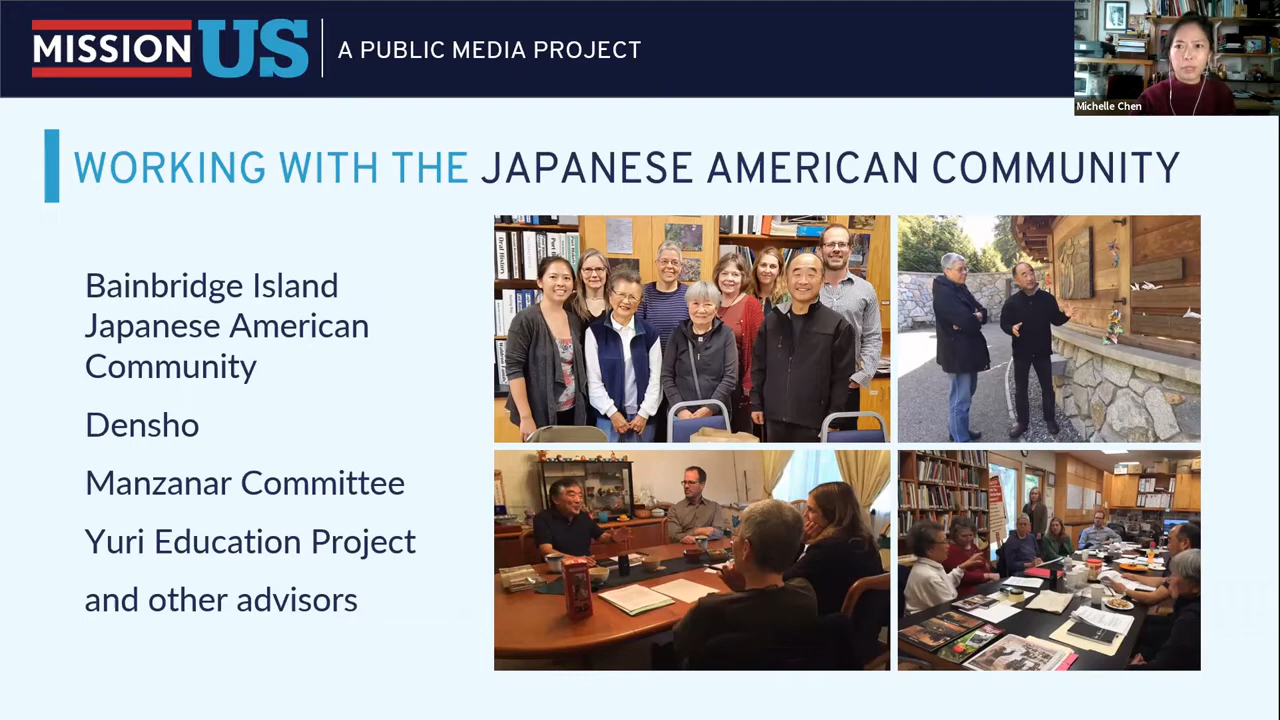 MISSION US
A PUBLIC MEDIA PROJECT
Michelle Chen
WORKING WITH THE JAPANESE AMERICAN COMMUNITY
Bainbridge Island
Japanese American
Community
Densho
Manzanar Committee
Yuri Education Project
and other advisors